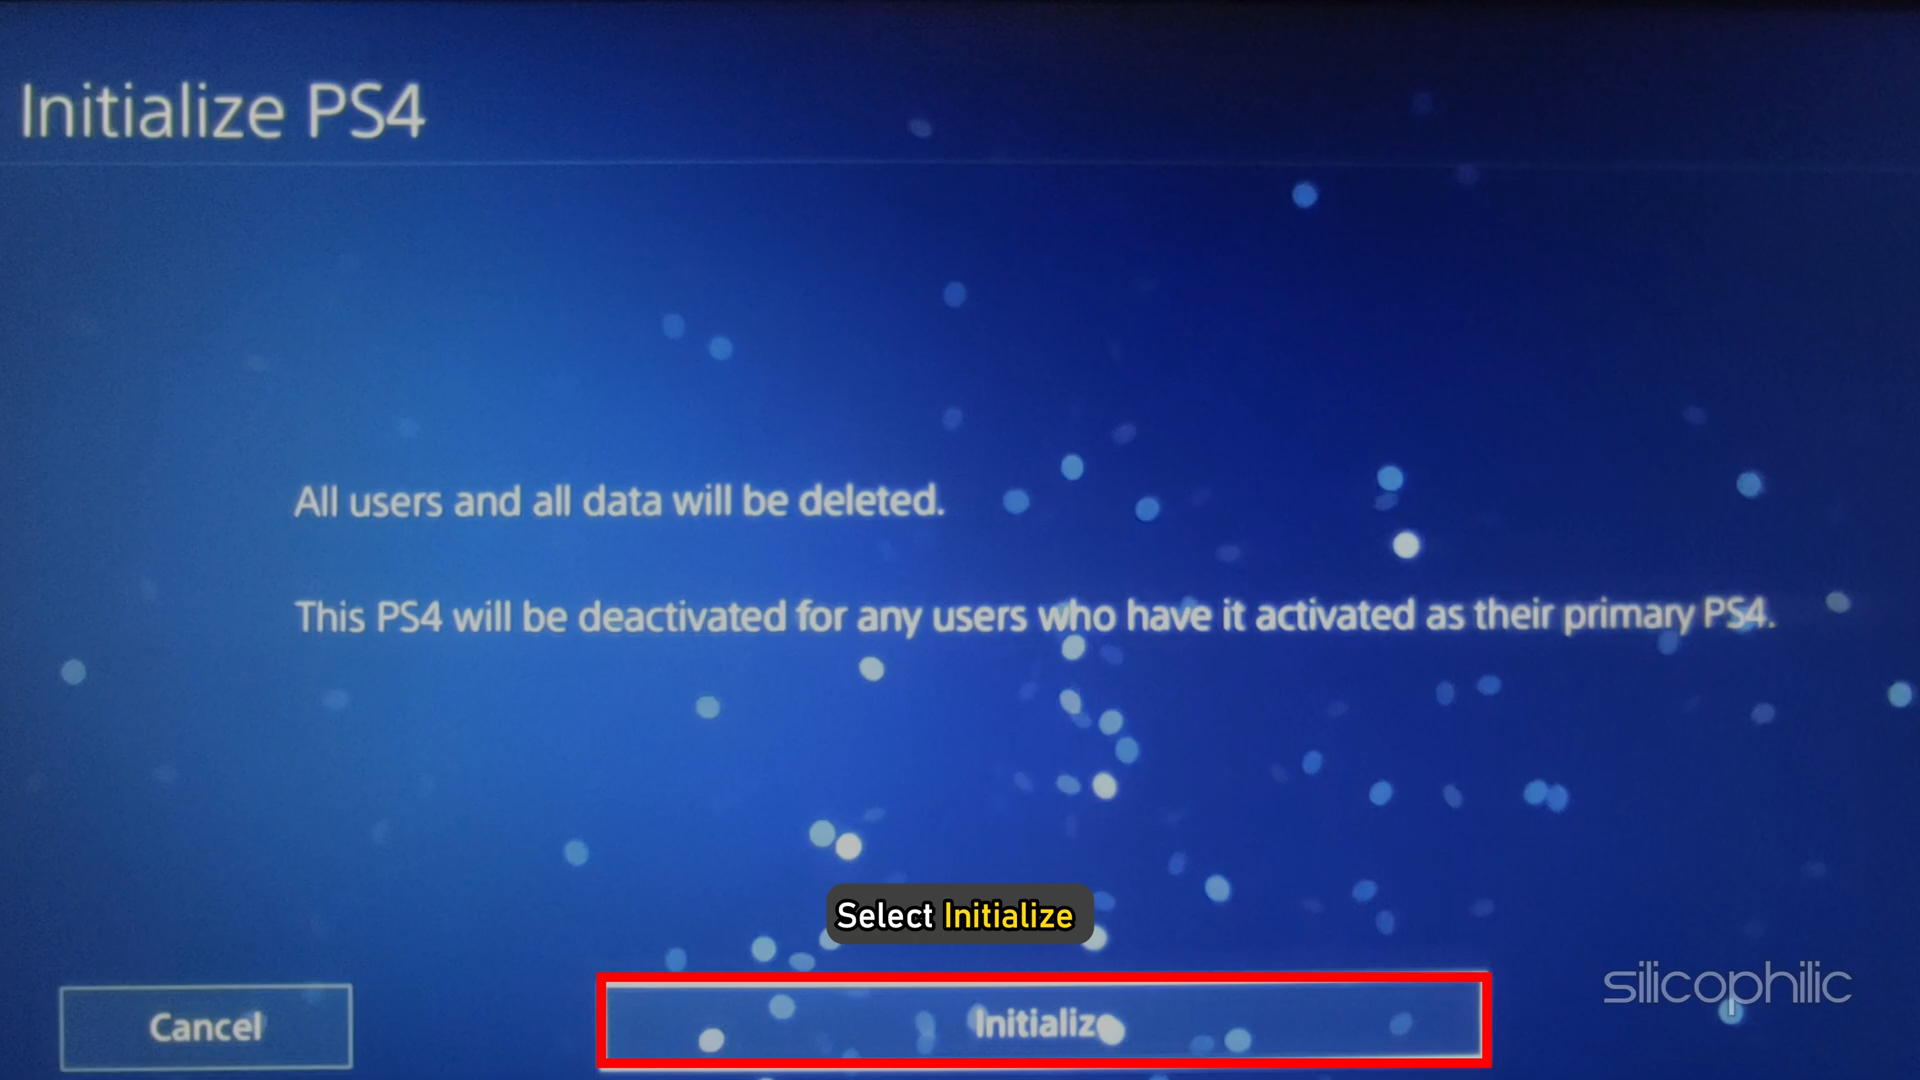 Initialize PS4
All users and all data will be deleted.
This PS4 will be deactivated for any users who have it activated as their primary PS4.
Select Initialize
Cancel
Initialize
silicophilic